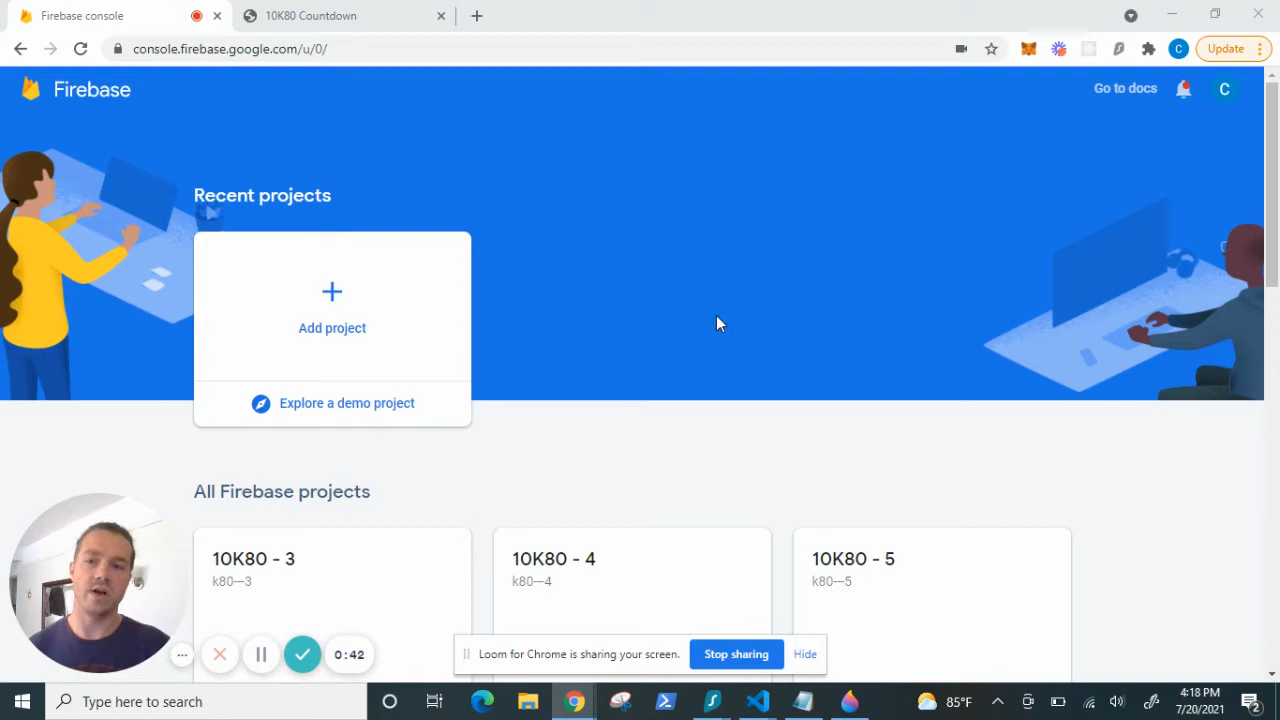 Firebase console
10K80 Countdown
console.firebase.google.com/u/0/
C
Update
Firebase
Go to docs
C
Recent projects
Add project
Explore a demo project
All Firebase projects
10K80 - 3
k80---3
10K80 - 4
k80---4
10K80 - 5
k80---5
0:42
Loom for Chrome is sharing your screen.
Stop sharing
Hide
Type here to search
85°F
4:18 PM
7/20/2021
2